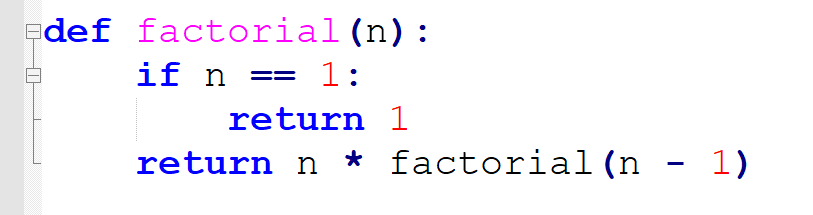 def factorial(n):
    if n == 1:
        return 1
    return n * factorial(n - 1)